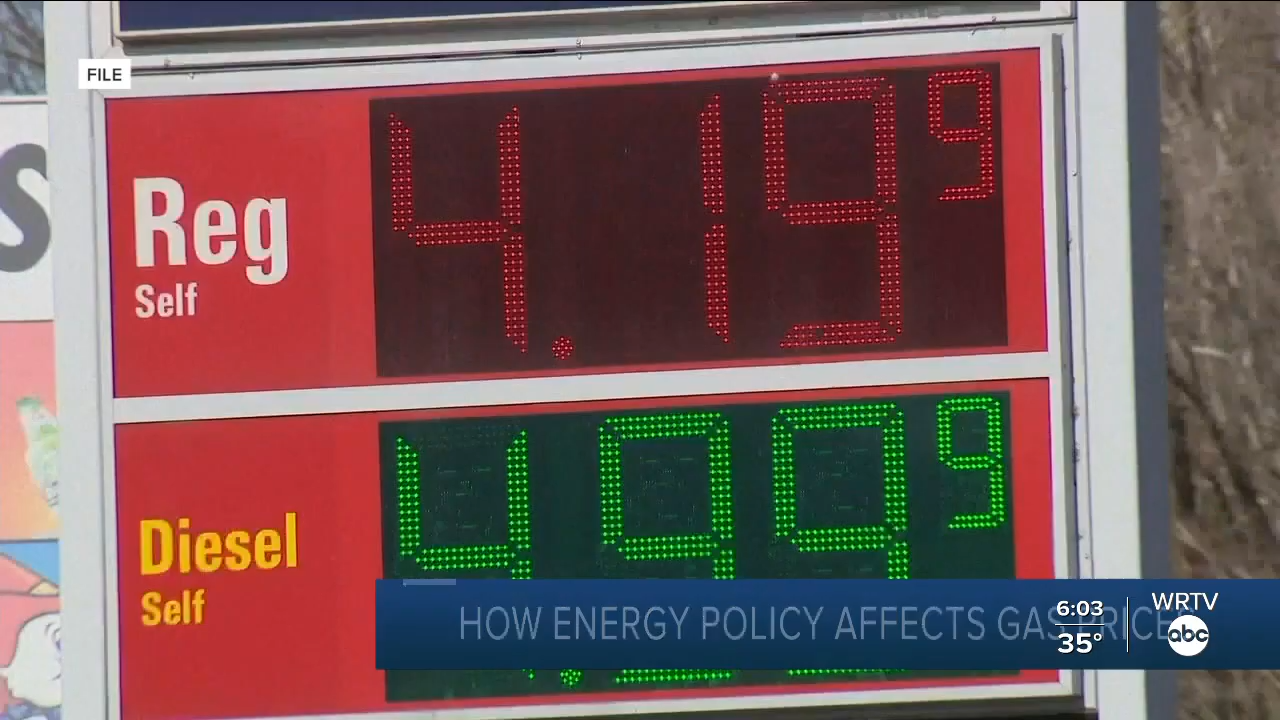 FILE
S
Reg
Self
4.19 9
Diesel
Self
4.99 9
HOW ENERGY POLICY AFFECTS GAS PRICES
6:03
35°
WRTV
abc